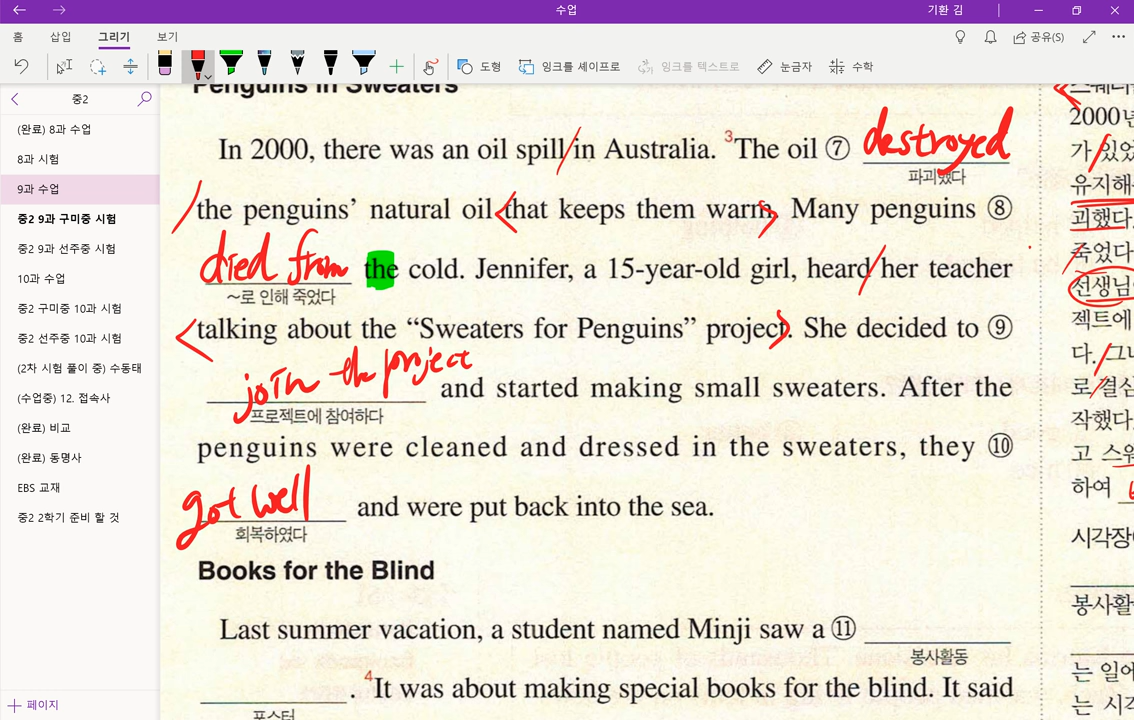 수업
기환 김
홈 삽입 그리기 보기
공유(S)
도형 잉크를 셰이프로 잉크를 텍스트로 눈금자 수학
중2
(완료) 8과 수업
8과 시험
9과 수업
중2 9과 구미중 시험
중2 9과 선주중 시험
10과 수업
중2 구미중 10과 시험
중2 선주중 10과 시험
(2차 시험 풀이 중) 수동태
(수업중) 12. 접속사
(완료) 비교
(완료) 동명사
EBS 교재
중2 2학기 준비 할 것
페이지
Penguins in Sweaters
In 2000, there was an oil spill in Australia. 3The oil ⑦ destroyed
파괴했다
the penguins' natural oil that keeps them warm. Many penguins ⑧
died from the cold. Jennifer, a 15-year-old girl, heard her teacher
~로 인해 죽었다
talking about the “Sweaters for Penguins” project. She decided to ⑨
join the project and started making small sweaters. After the
프로젝트에 참여하다
penguins were cleaned and dressed in the sweaters, they ⑩
got well and were put back into the sea.
회복하였다
Books for the Blind
Last summer vacation, a student named Minji saw a ⑪
봉사활동
. 4It was about making special books for the blind. It said
포스터
2000년
가 있었
유지해
괴했다
죽었다
선생님
젝트에
다. 그녀
로 결심
작했다
고 스웨
하여
시각장
봉사활
는 일에
는 시각